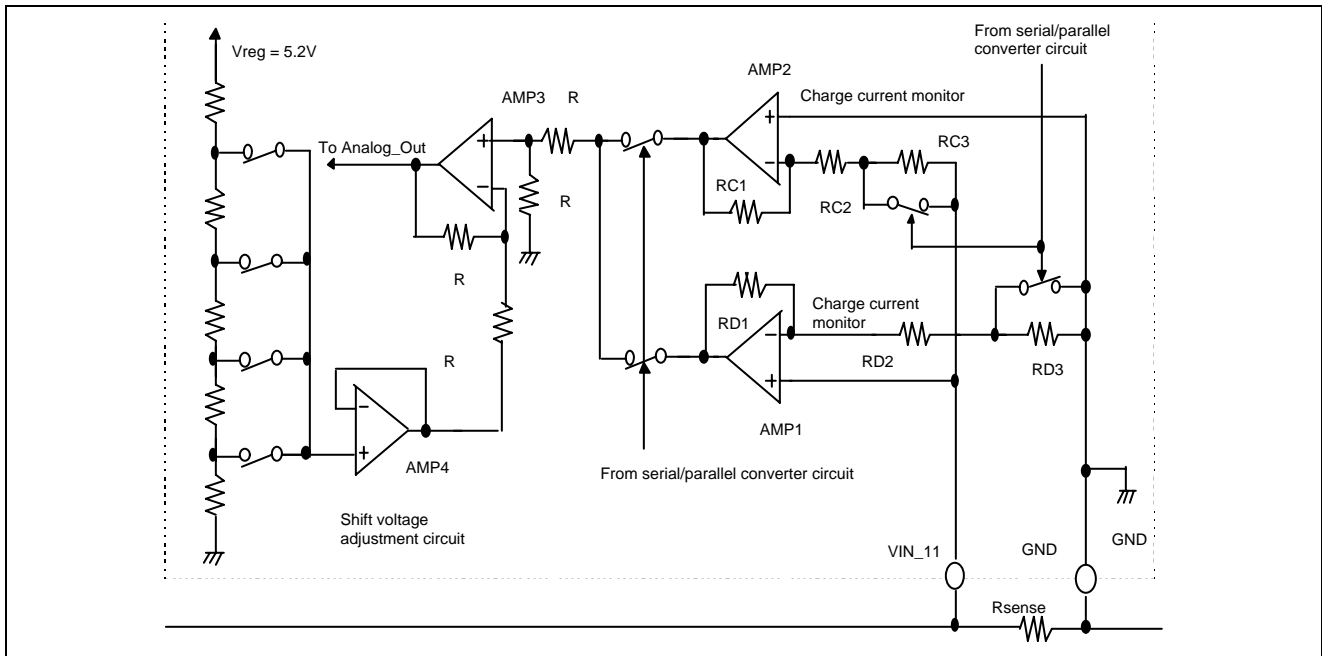 From serial/parallel
converter circuit
Vreg = 5.2V
AMP2
AMP3
R
Charge current monitor
To Analog_Out
RC3
RC1
R
RC2
R
Charge current
monitor
RD1
R
RD2
RD3
AMP1
AMP4
From serial/parallel converter circuit
Shift voltage
adjustment circuit
VIN_11
GND
GND
Rsense